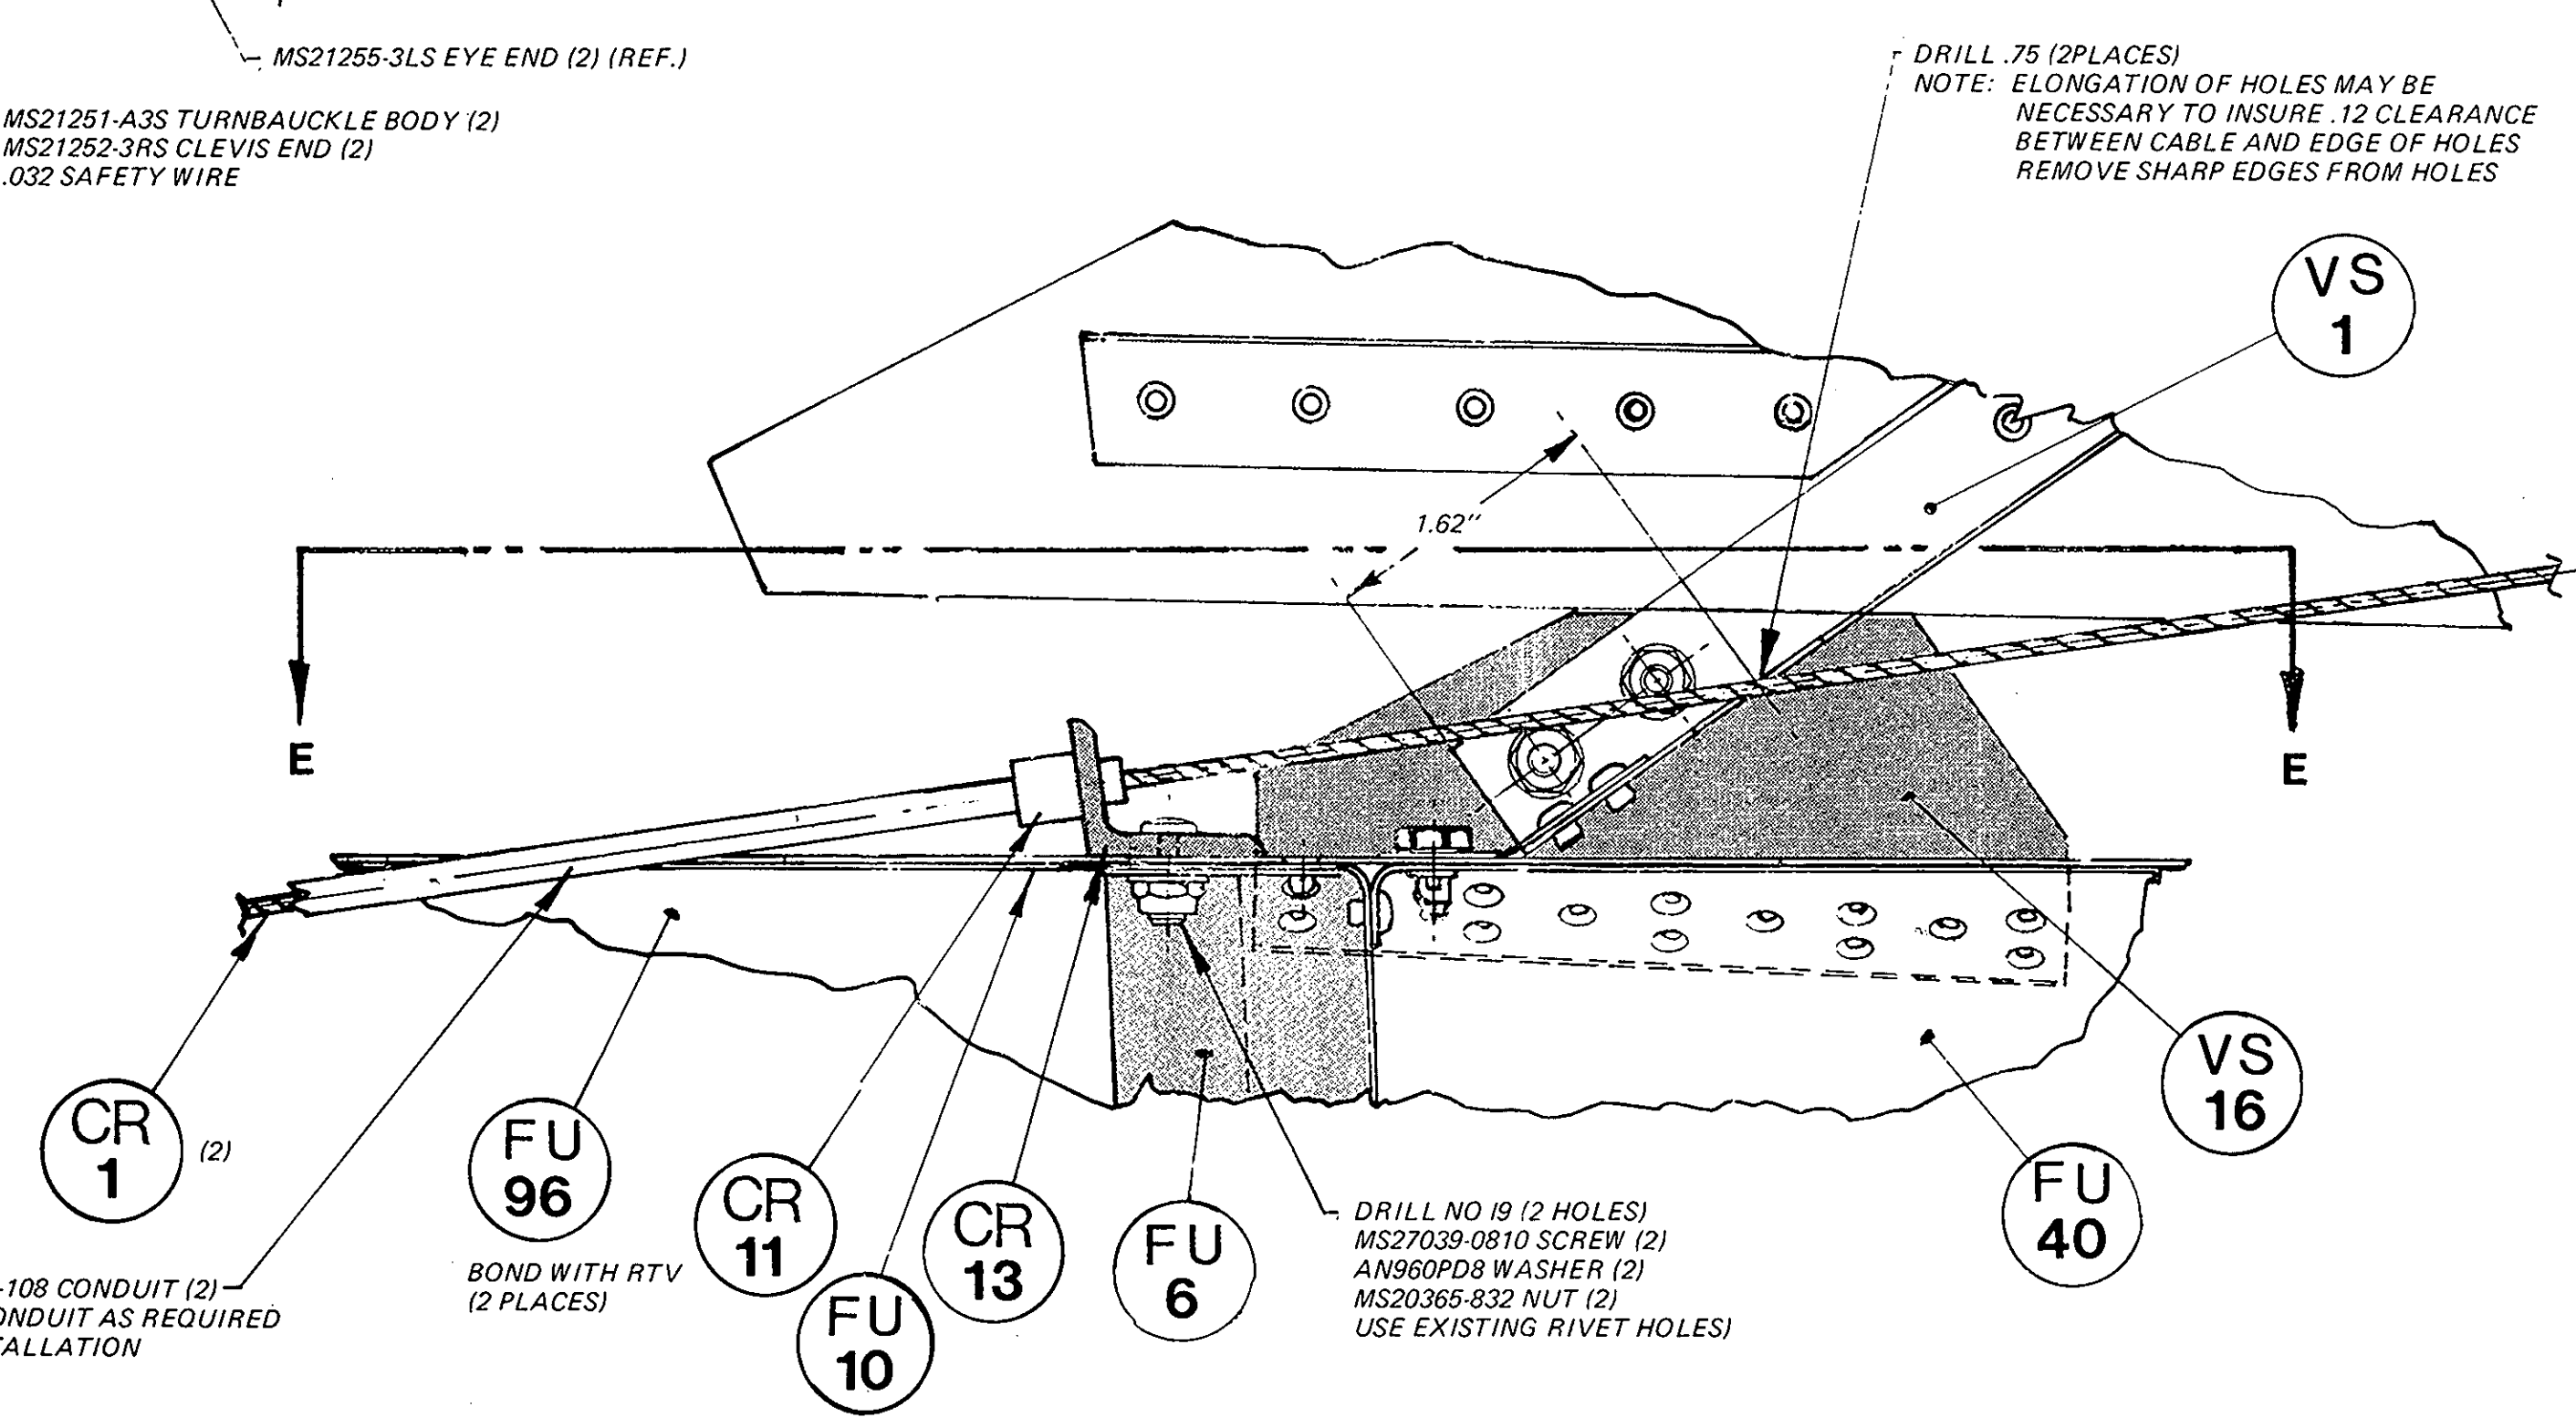 MS21255-3LS EYE END (2) (REF.)
MS21251-A3S TURNBAUCKLE BODY (2)
MS21252-3RS CLEVIS END (2)
.032 SAFETY WIRE
DRILL .75 (2PLACES)
NOTE: ELONGATION OF HOLES MAY BE
NECESSARY TO INSURE .12 CLEARANCE
BETWEEN CABLE AND EDGE OF HOLES
REMOVE SHARP EDGES FROM HOLES
VS
1
1.62"
E
E
CR
1
(2)
FU
96
BOND WITH RTV
(2 PLACES)
CR
11
FU
10
CR
13
FU
6
DRILL NO 19 (2 HOLES)
MS27039-0810 SCREW (2)
AN960PD8 WASHER (2)
MS20365-832 NUT (2)
USE EXISTING RIVET HOLES)
VS
16
FU
40
-108 CONDUIT (2)
ONDUIT AS REQUIRED
TALLATION